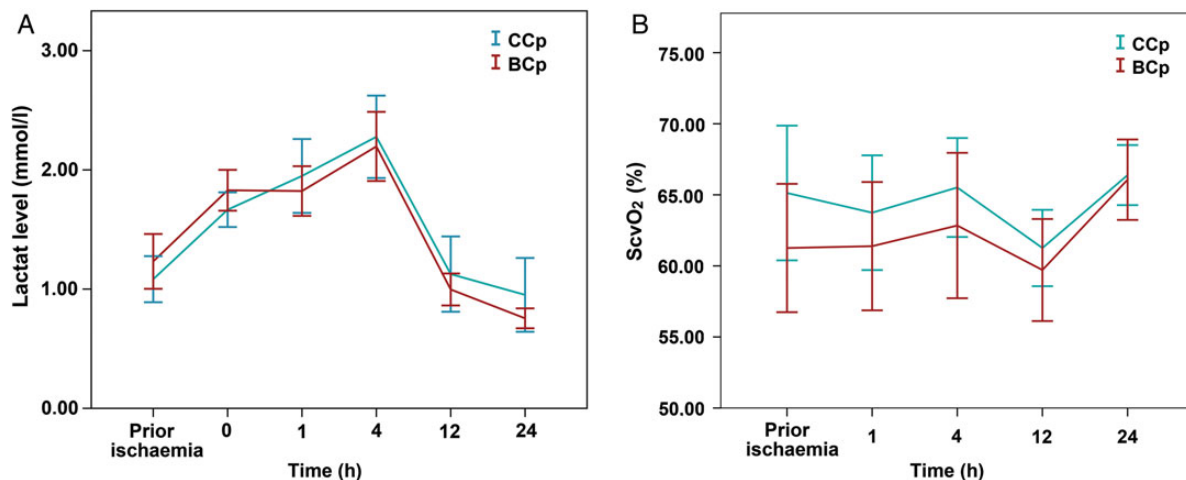 A
Lactat level (mmol/l)
3.00
2.00
1.00
0.00
CCp
BCp
Prior ischaemia
0
1
4
12
24
Time (h)
B
ScvO2 (%)
75.00
70.00
65.00
60.00
55.00
50.00
CCp
BCp
Prior ischaemia
1
4
12
24
Time (h)